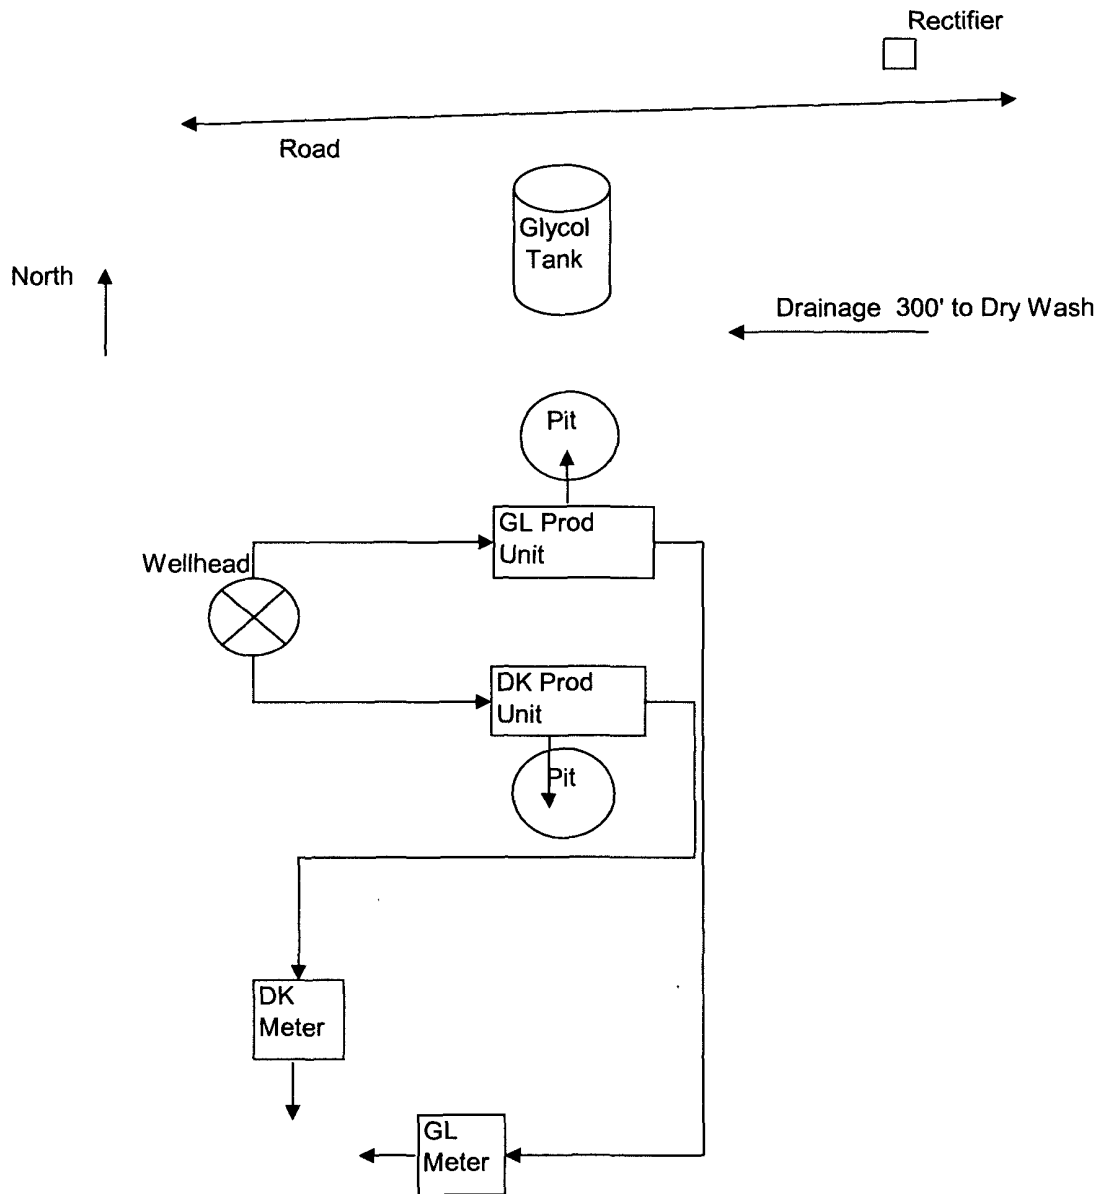 Rectifier
Road
Glycol
Tank
North
Drainage  300' to Dry Wash
Pit
GL Prod
Unit
Wellhead
DK Prod
Unit
Pit
DK
Meter
GL
Meter